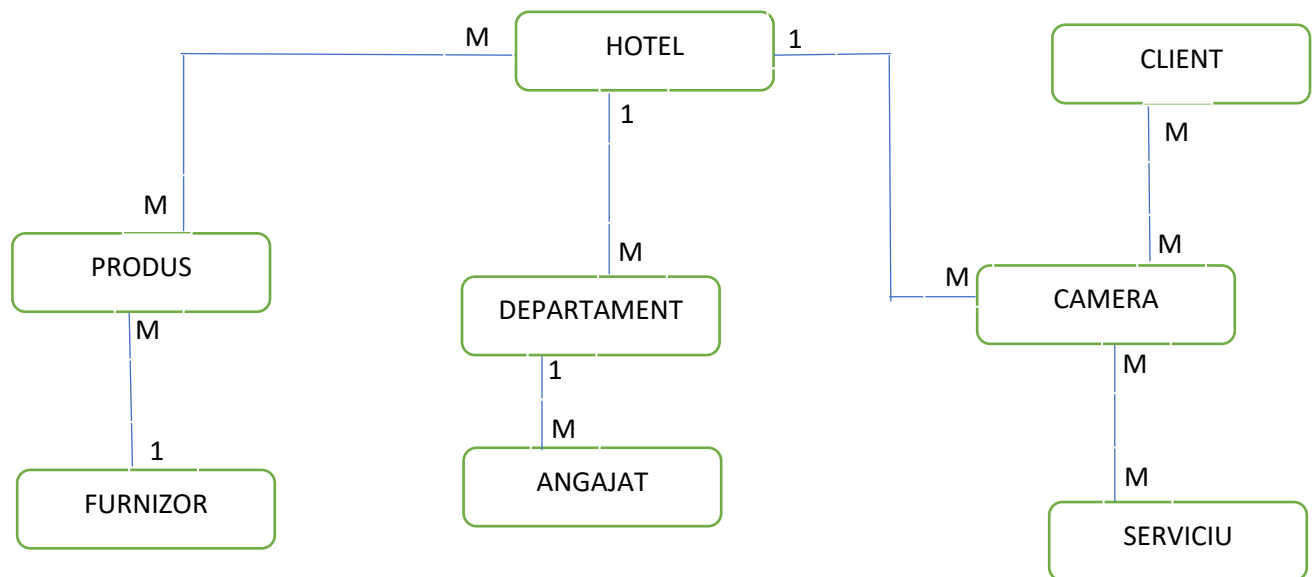 M HOTEL 1 CLIENT
1 M
M M M
PRODUS M CAMERA
M DEPARTAMENT M
1 1
M M
FURNIZOR ANGAJAT SERVICIU